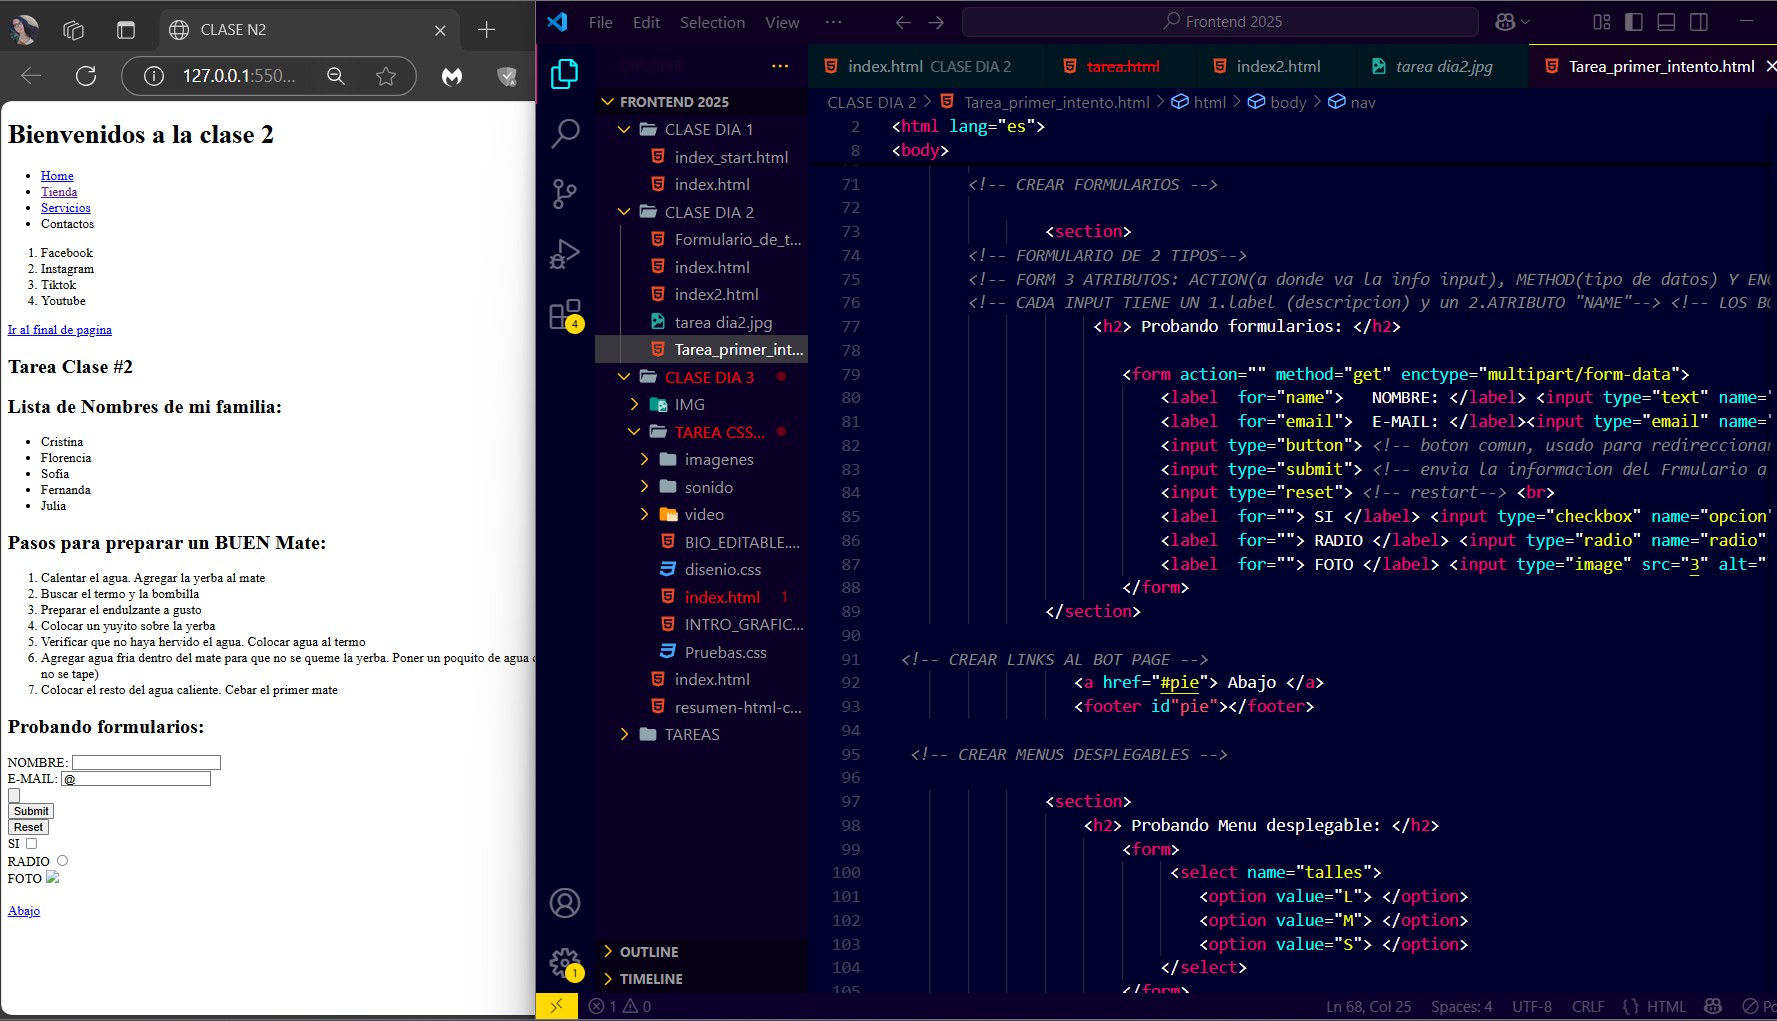 CLASE N2
127.0.0.1:550...
Bienvenidos a la clase 2
Home
Tienda
Servicios
Contactos
1. Facebook
2. Instagram
3. Tiktok
4. Youtube
Ir al final de pagina
Tarea Clase #2
Lista de Nombres de mi familia:
Cristina
Florencia
Sofía
Fernanda
Julia
Pasos para preparar un BUEN Mate:
1. Calentar el agua. Agregar la yerba al mate
2. Buscar el termo y la bombilla
3. Preparar el endulzante a gusto
4. Colocar un yuyito sobre la yerba
5. Verificar que no haya hervido el agua. Colocar agua al termo
6. Agregar agua fria dentro del mate para que no se queme la yerba. Poner un poquito de agua
no se tape)
7. Colocar el resto del agua caliente. Cebar el primer mate
Probando formularios:
NOMBRE:
E-MAIL: @
Submit
Reset
SI
RADIO
FOTO
Abajo
File Edit Selection View ... Frontend 2025
EXPLORER ...
FRONTEND 2025
CLASE DIA 1
index_start.html
index.html
CLASE DIA 2
Formulario_de_t...
index.html
index2.html
tarea dia2.jpg
Tarea_primer_int...
CLASE DIA 3
IMG
TAREA CSS...
imagenes
sonido
video
BIO_EDITABLE....
disenio.css
index.html 1
INTRO_GRAFIC...
Pruebas.css
index.html
resumen-html-c...
TAREAS
OUTLINE
TIMELINE
4
1
index.html CLASE DIA 2 tarea.html index2.html tarea dia2.jpg Tarea_primer_intento.html
CLASE DIA 2 > Tarea_primer_intento.html > html > body > nav
2 <html lang="es">
8 <body>
71 <!-- CREAR FORMULARIOS -->
72
73 <section>
74 <!-- FORMULARIO DE 2 TIPOS-->
75 <!-- FORM 3 ATRIBUTOS: ACTION(a donde va la info input), METHOD(tipo de datos) Y ENC
76 <!-- CADA INPUT TIENE UN 1.label (descripcion) y un 2.ATRIBUTO "NAME"--> <!-- LOS BO
77 <h2> Probando formularios: </h2>
78
79 <form action="" method="get" enctype="multipart/form-data">
80 <label for="name"> NOMBRE: </label> <input type="text" name="
81 <label for="email"> E-MAIL: </label><input type="email" name="
82 <input type="button"> <!-- boton comun, usado para redirecciona
83 <input type="submit"> <!-- envia la informacion del Frmulario a
84 <input type="reset"> <!-- restart--> <br>
85 <label for=""> SI </label> <input type="checkbox" name="opcion"
86 <label for=""> RADIO </label> <input type="radio" name="radio"
87 <label for=""> FOTO </label> <input type="image" src="3" alt="
88 </form>
89 </section>
90
91 <!-- CREAR LINKS AL BOT PAGE -->
92 <a href="#pie"> Abajo </a>
93 <footer id"pie"></footer>
94
95 <!-- CREAR MENUS DESPLEGABLES -->
96
97 <section>
98 <h2> Probando Menu desplegable: </h2>
99 <form>
100 <select name="talles">
101 <option value="L"> </option>
102 <option value="M"> </option>
103 <option value="S"> </option>
104 </select>
105 </form>
1 0 Ln 68, Col 25 Spaces: 4 UTF-8 CRLF {} HTML Po